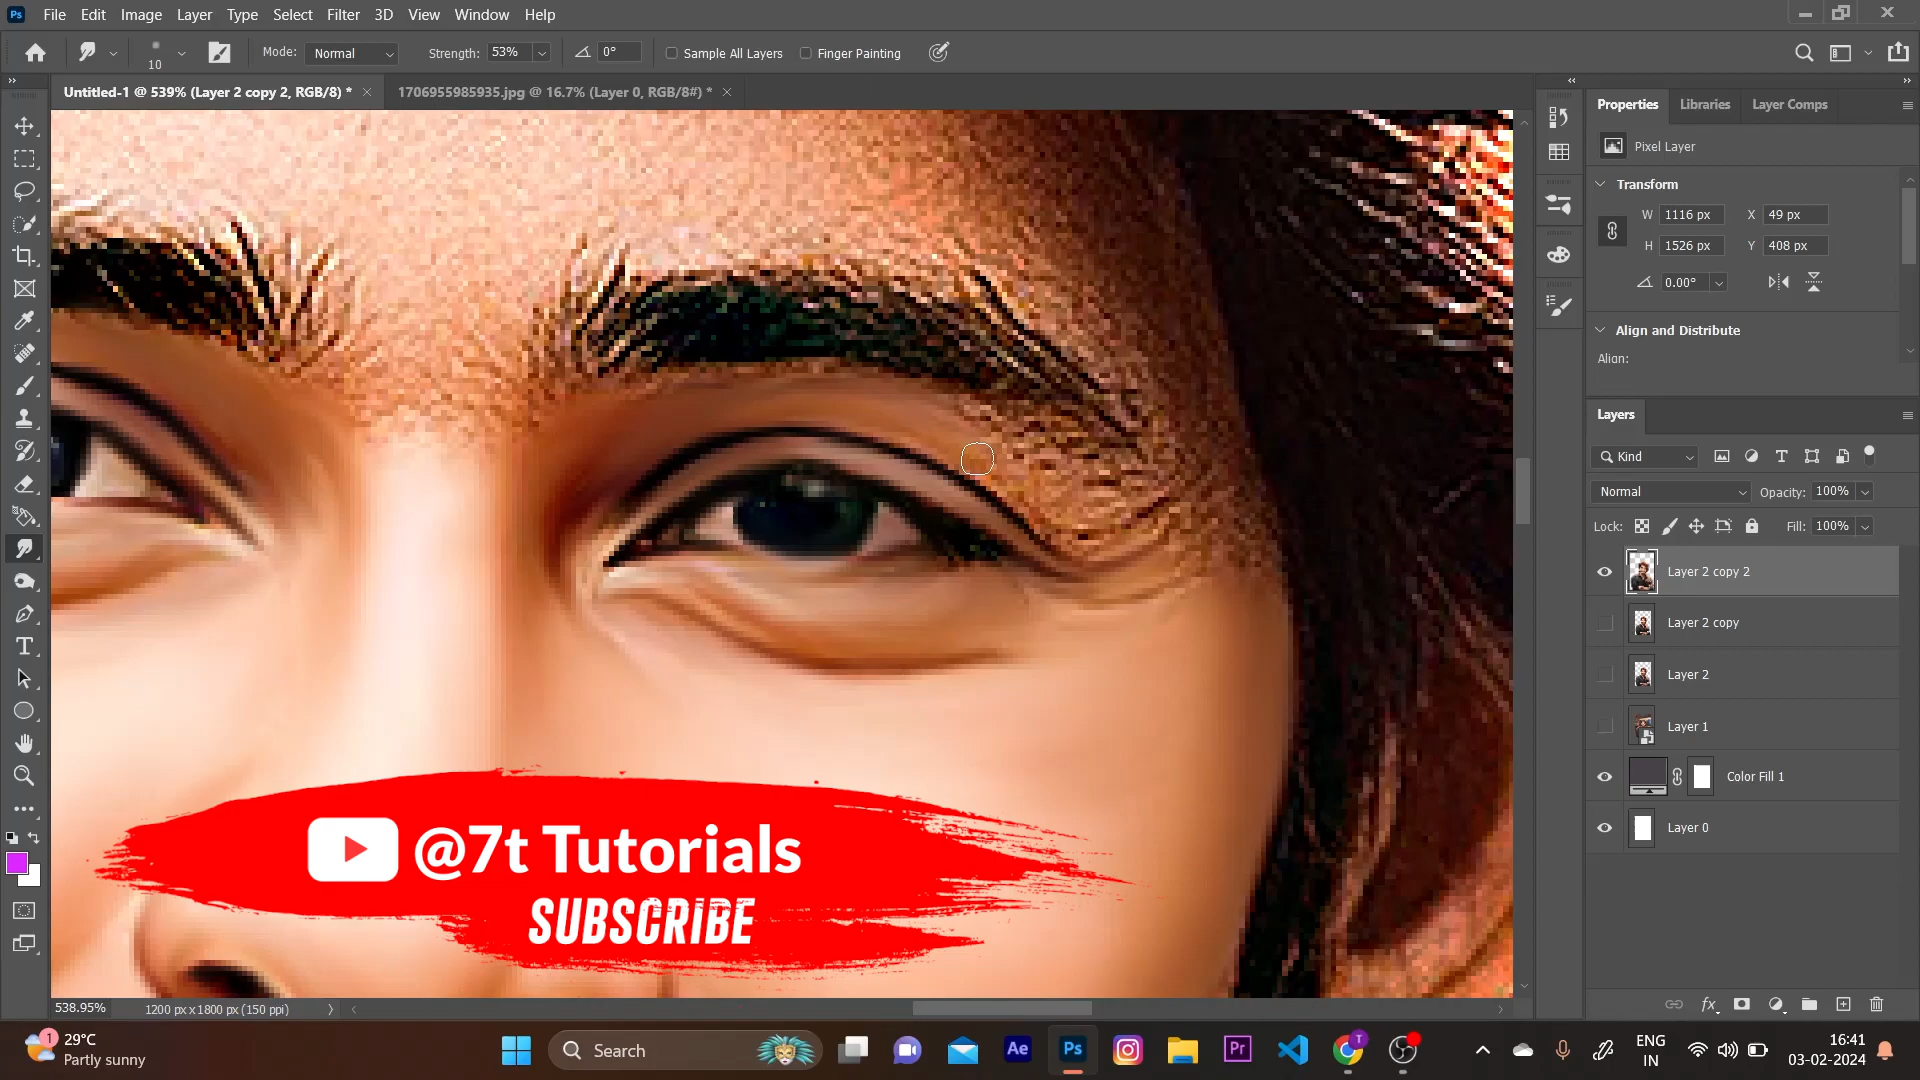 Ps File Edit Image Layer Type Select Filter 3D View Window Help
10 Mode: Normal Strength: 53% 0° Sample All Layers Finger Painting
Untitled-1 @ 539% (Layer 2 copy 2, RGB/8) * 1706955985935.jpg @ 16.7% (Layer 0, RGB/8#) *
Properties Libraries Layer Comps
Pixel Layer
Transform
W 1116 px X 49 px
H 1526 px Y 408 px
0.00°
Align and Distribute
Align:
Layers
Kind
Normal Opacity: 100%
Lock: Fill: 100%
Layer 2 copy 2
Layer 2 copy
Layer 2
Layer 1
Color Fill 1
Layer 0
@7t Tutorials
SUBSCRIBE
538.95% 1200 px x 1800 px (150 ppi)
1 29°C
Partly sunny
Search
Ae Ps Pr T
ENG
IN
16:41
03-02-2024